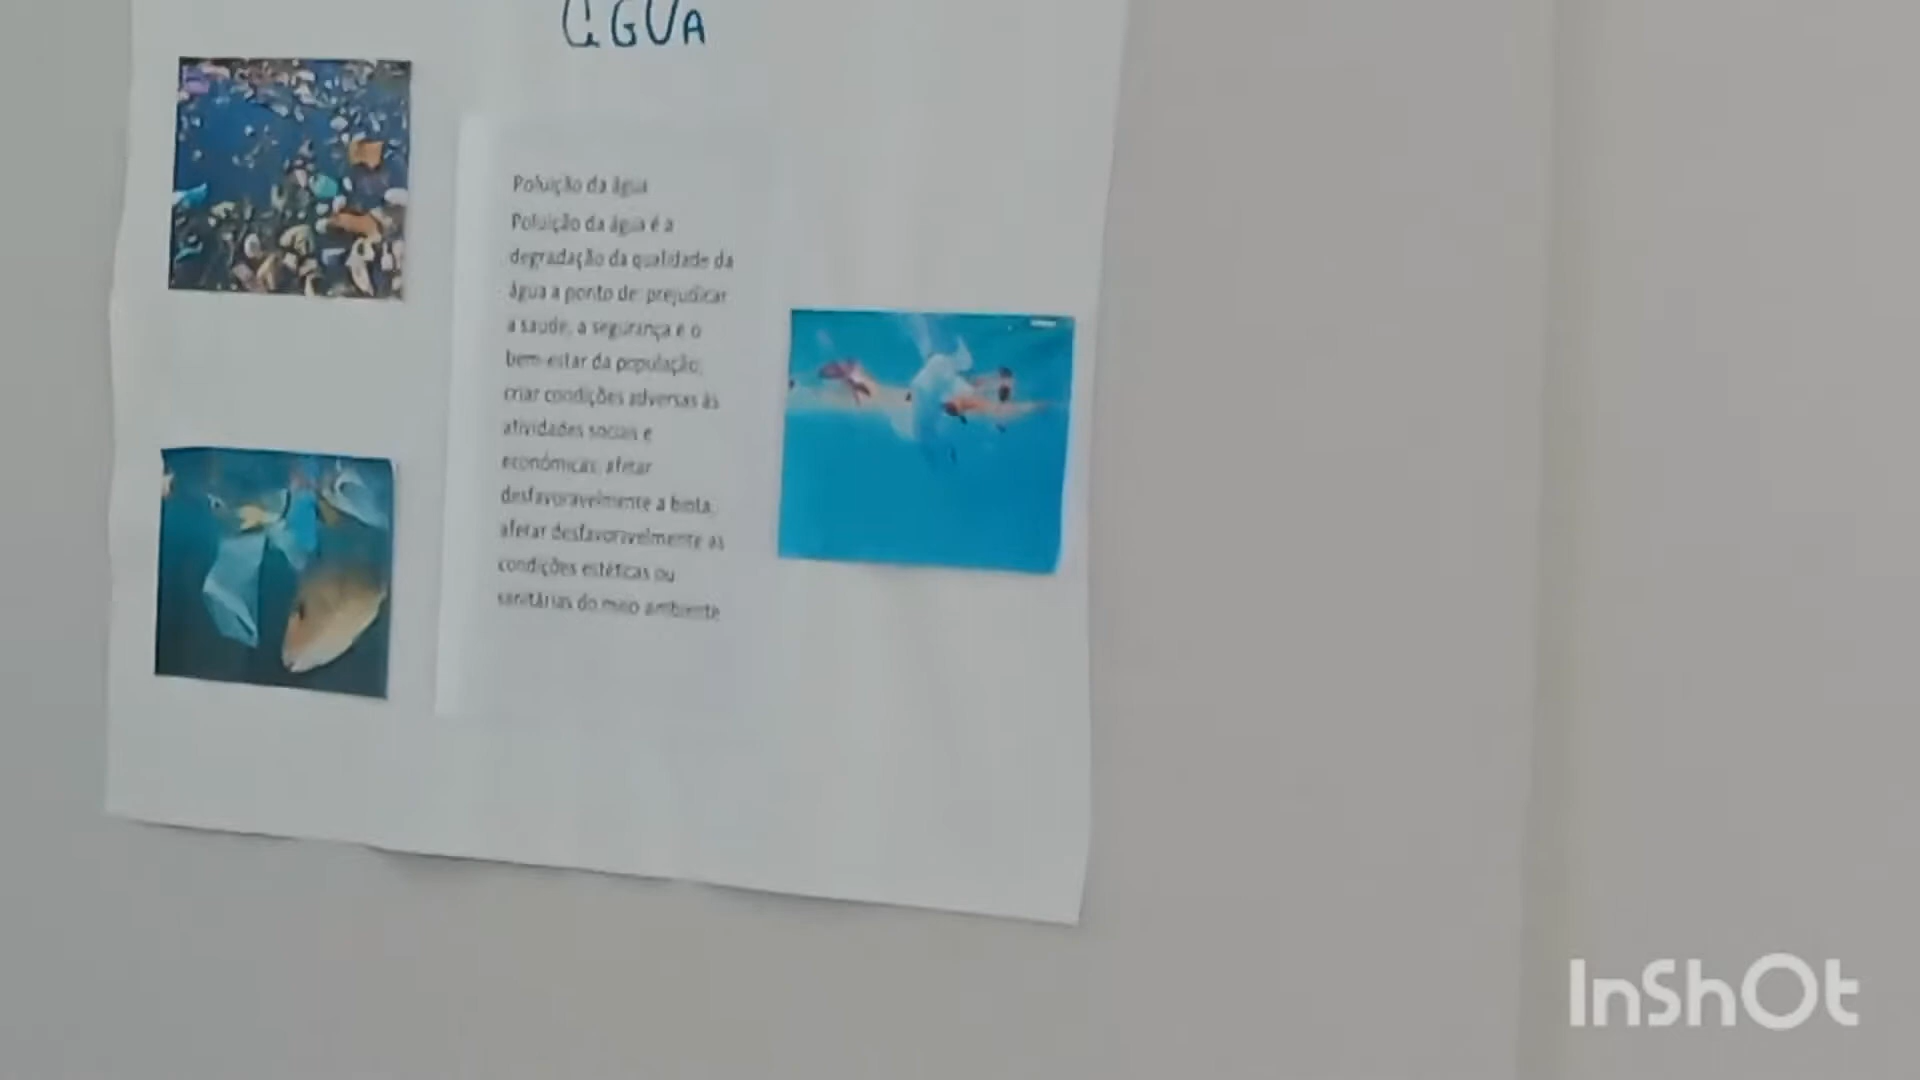 ÁGUA
Poluição da água
Poluição da água é a
degradação da qualidade da
água a ponto de prejudicar
a saúde, a segurança e o
bem-estar da população,
criar condições adversas às
atividades sociais e
econômicas, afetar
desfavoravelmente a biota,
afetar desfavoravelmente as
condições estéticas ou
sanitárias do meio ambiente
InShOt